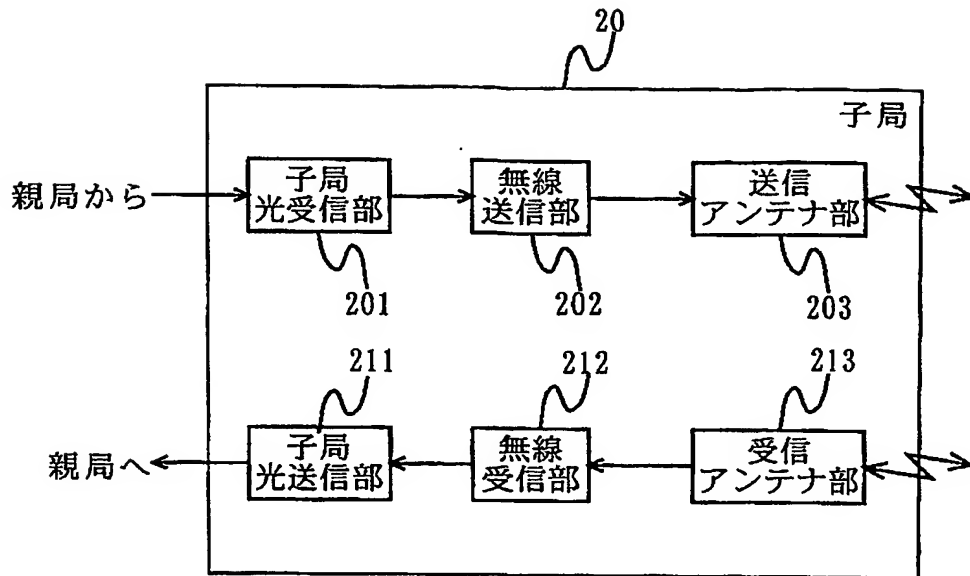 20
子局
親局から
子局
光受信部
無線
送信部
送信
アンテナ部
201
202
203
211
212
213
親局へ
子局
光送信部
無線
受信部
受信
アンテナ部